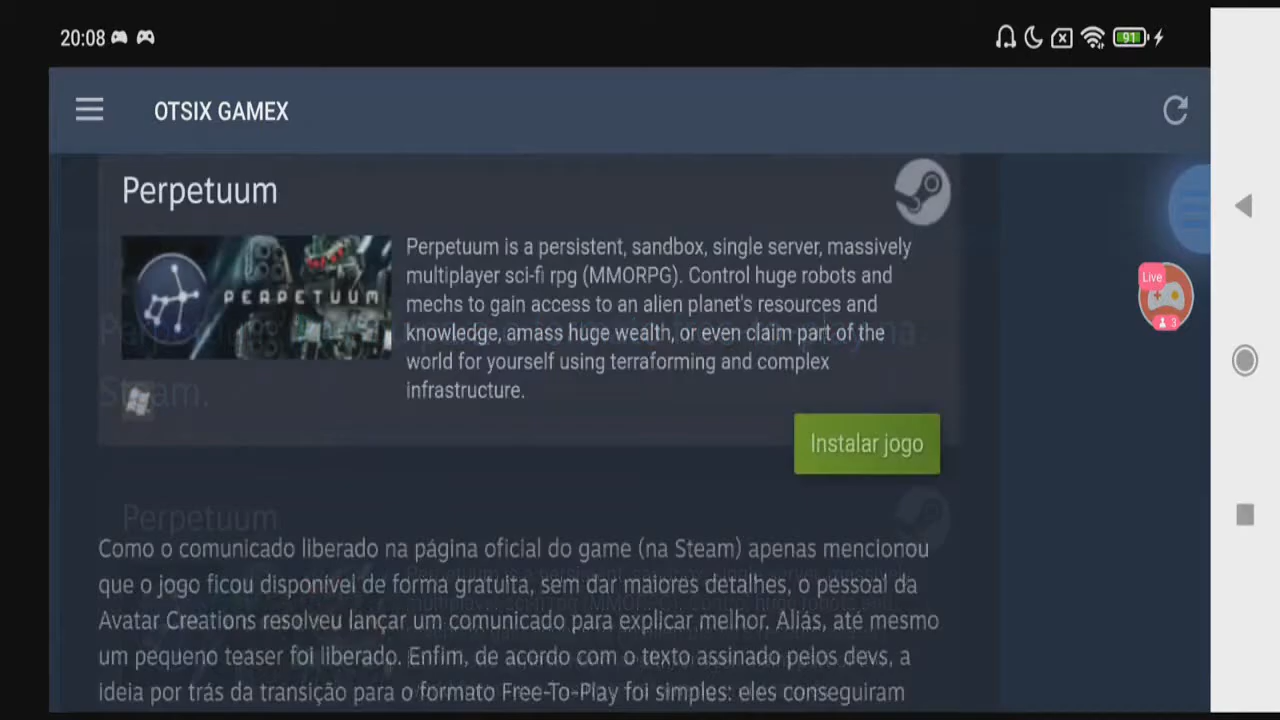 20:08
91
OTSIX GAMEX
Perpetuum
PERPETUUM
Perpetuum is a persistent, sandbox, single server, massively
multiplayer sci-fi rpg (MMORPG). Control huge robots and
mechs to gain access to an alien planet's resources and
knowledge, amass huge wealth, or even claim part of the
world for yourself using terraforming and complex
infrastructure.
Live
3
Steam.
Instalar jogo
Perpetuum
Como o comunicado liberado na página oficial do game (na Steam) apenas mencionou
que o jogo ficou disponível de forma gratuita, sem dar maiores detalhes, o pessoal da
Avatar Creations resolveu lançar um comunicado para explicar melhor. Aliás, até mesmo
um pequeno teaser foi liberado. Enfim, de acordo com o texto assinado pelos devs, a
ideia por trás da transição para o formato Free-To-Play foi simples: eles conseguiram